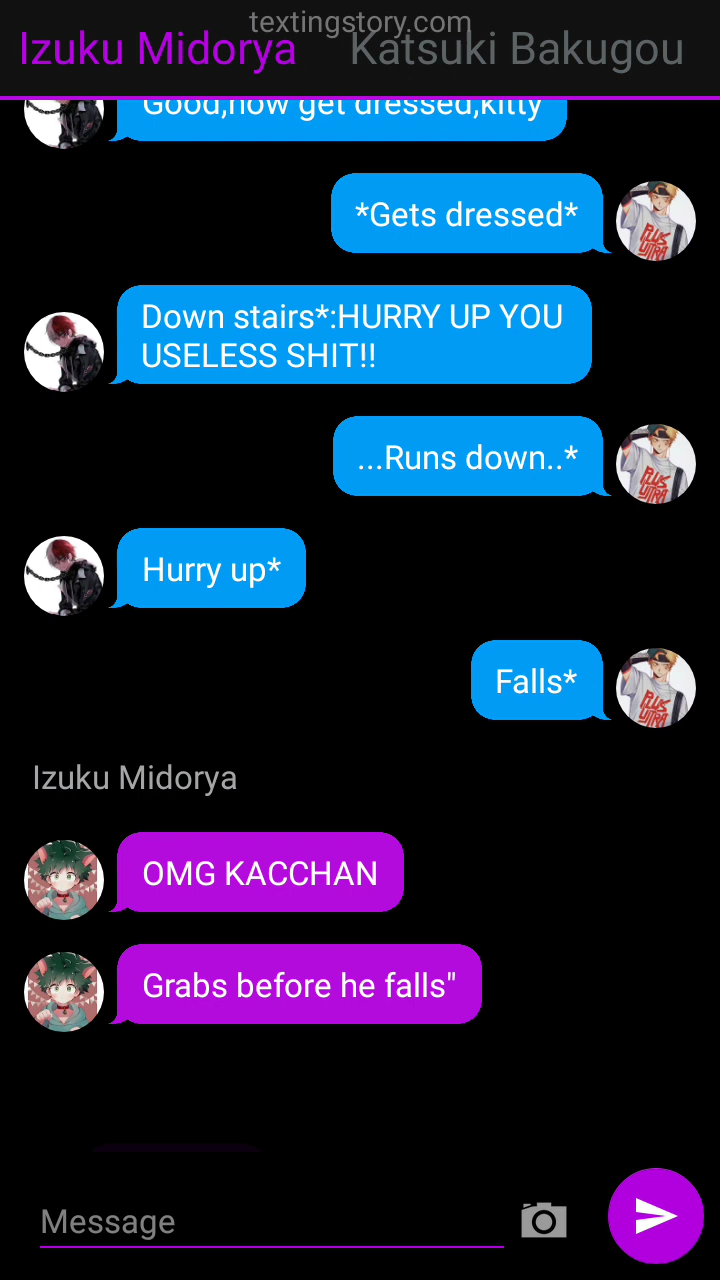 textingstory.com
Izuku Midorya Katsuki Bakugou
Good,now get dressed,kitty
*Gets dressed*
Down stairs*:HURRY UP YOU
USELESS SHIT!!
...Runs down..*
Hurry up*
Falls*
Izuku Midorya
OMG KACCHAN
Grabs before he falls"
Message